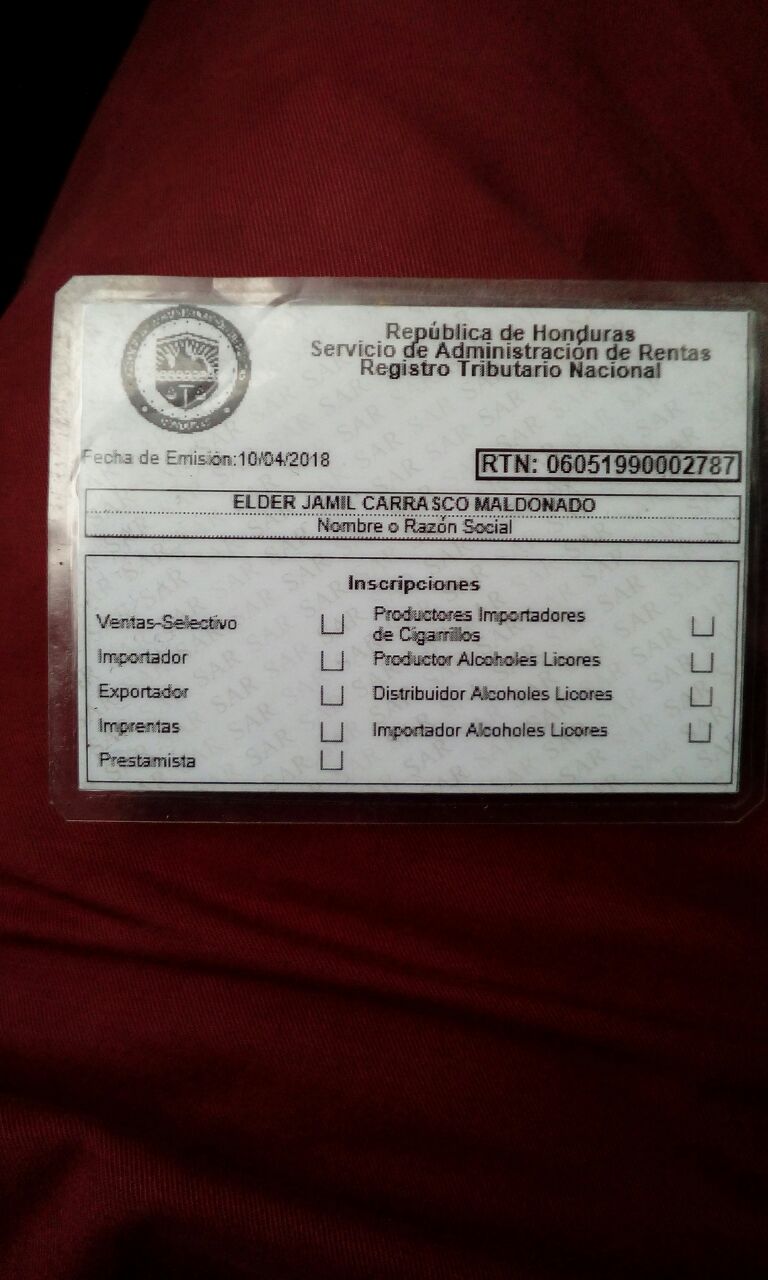 República de Honduras
Servicio de Administración de Rentas
Registro Tributario Nacional
Fecha de Emisión:10/04/2018
RTN: 06051990002787
ELDER JAMIL CARRASCO MALDONADO
Nombre o Razón Social
Inscripciones
Ventas-Selectivo
Productores Importadores
de Cigarrillos
Importador
Productor Alcoholes Licores
Exportador
Distribuidor Alcoholes Licores
Imprentas
Importador Alcoholes Licores
Prestamista